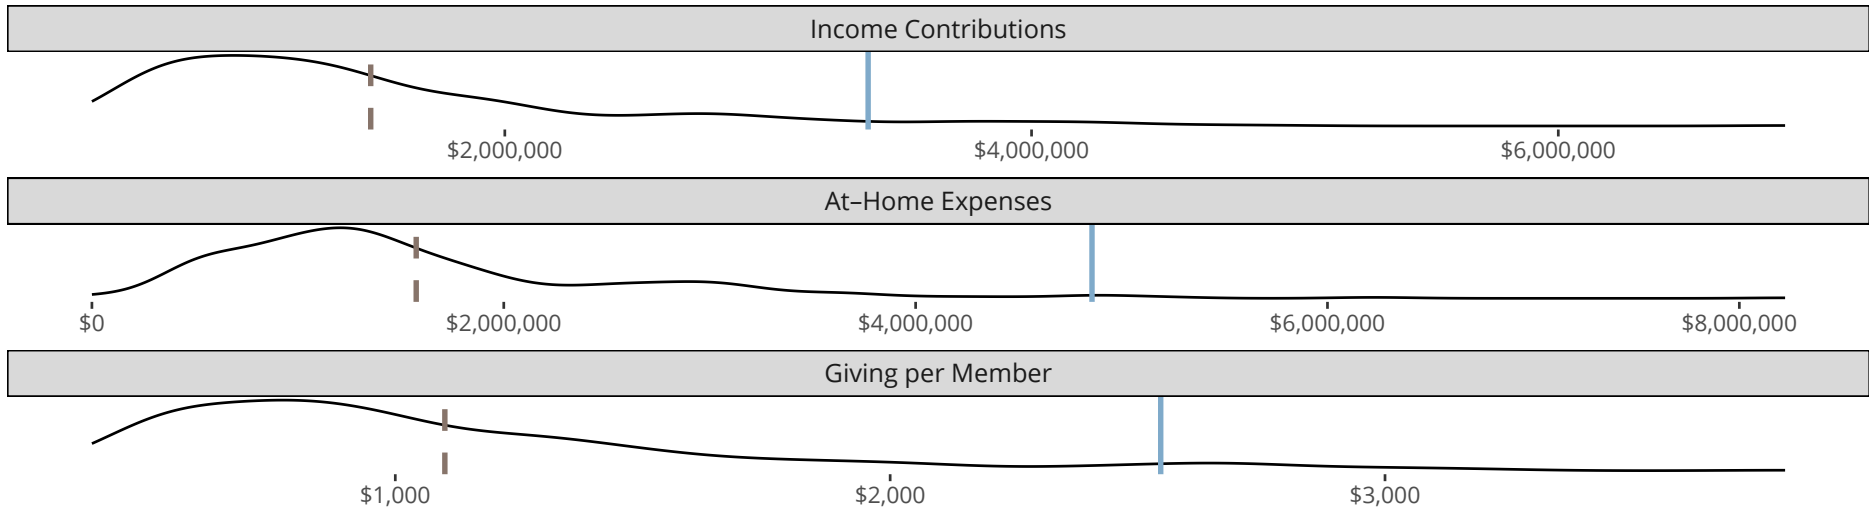 Income Contributions
$2,000,000 $4,000,000 $6,000,000
At–Home Expenses
$0 $2,000,000 $4,000,000 $6,000,000 $8,000,000
Giving per Member
$1,000 $2,000 $3,000